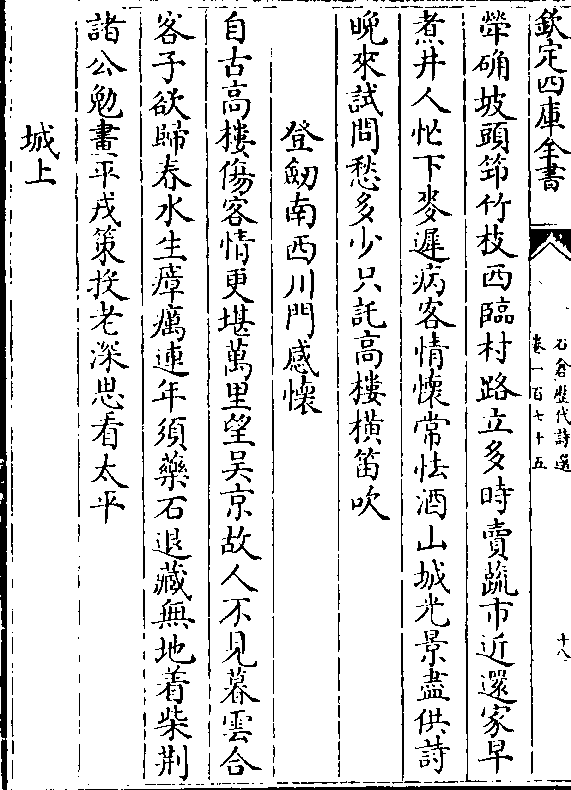 欽定四庫全書
石倉歷代詩選
卷一百七十五
十八
犖确坡頭笻竹枝西臨村路立多時賣蔬市近還家早
煮井人忙下麥遲病客情懷常怯酒山城光景盡供詩
晚來試問愁多少只託高樓橫笛吹
登劒南西川門感懷
自古高樓傷客情更堪萬里望吳京故人不見暮雲合
客子欲歸春水生瘴癘連年須藥石退藏無地着柴荆
諸公勉書平戎策投老深思看太平
城上